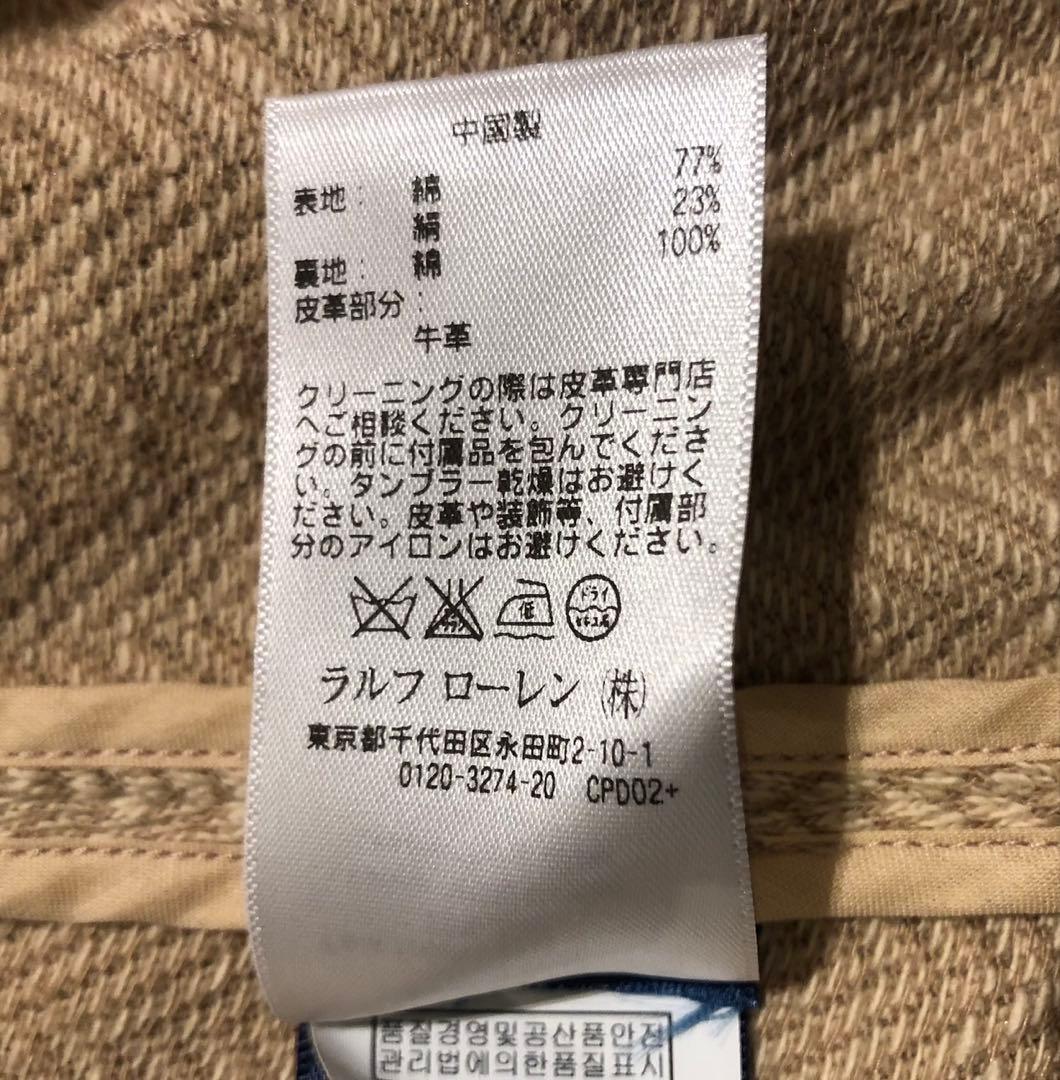 中國製
表地: 綿 77%
絹 23%
裏地: 綿 100%
皮革部分:
牛革
クリーニングの際は皮革専門店
へご相談ください。クリーニン
グの前に付属品を包んでくださ
い。タンブラー乾燥はお避けく
ださい。皮革や装飾等、付属部
分のアイロンはお避けください。
低 ドライ
ラルフ ローレン (株)
東京都千代田区永田町2-10-1
0120-3274-20 CPD02+
품질경영및공산품안전
관리법에의한품질표시